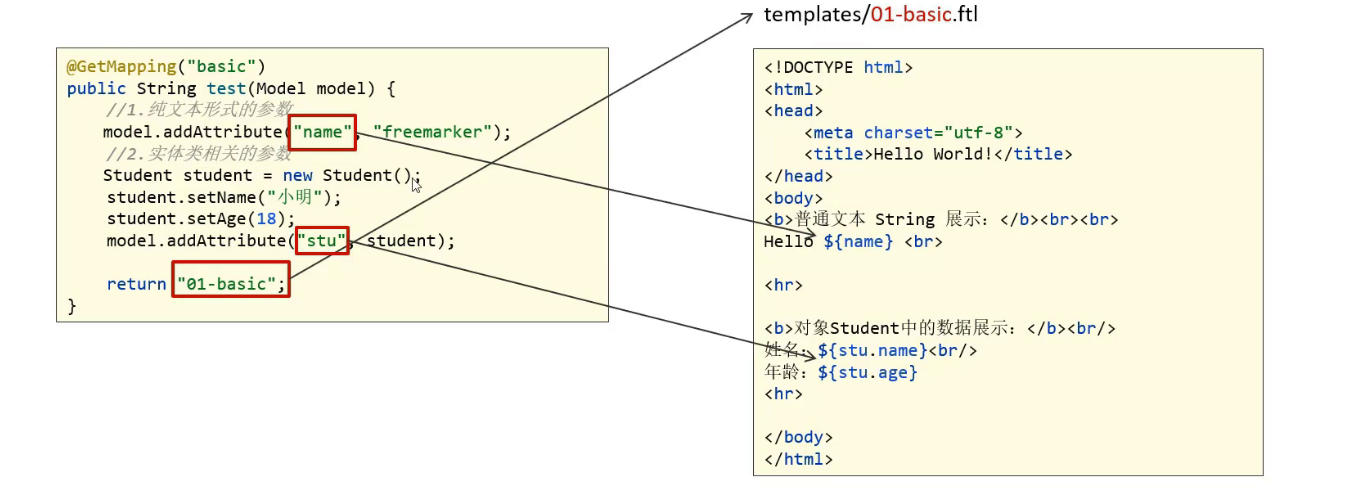 templates/01-basic.ftl
@GetMapping("basic")
public String test(Model model) {
//1.纯文本形式的参数
model.addAttribute("name", "freemarker");
//2.实体类相关的参数
Student student = new Student();
student.setName("小明");
student.setAge(18);
model.addAttribute("stu", student);
return "01-basic";
}
<!DOCTYPE html>
<html>
<head>
<meta charset="utf-8">
<title>Hello World!</title>
</head>
<body>
<b>普通文本 String 展示：</b><br><br>
Hello ${name} <br>
<hr>
<b>对象Student中的数据展示：</b><br/>
姓名：${stu.name}<br/>
年龄：${stu.age}
<hr>
</body>
</html>